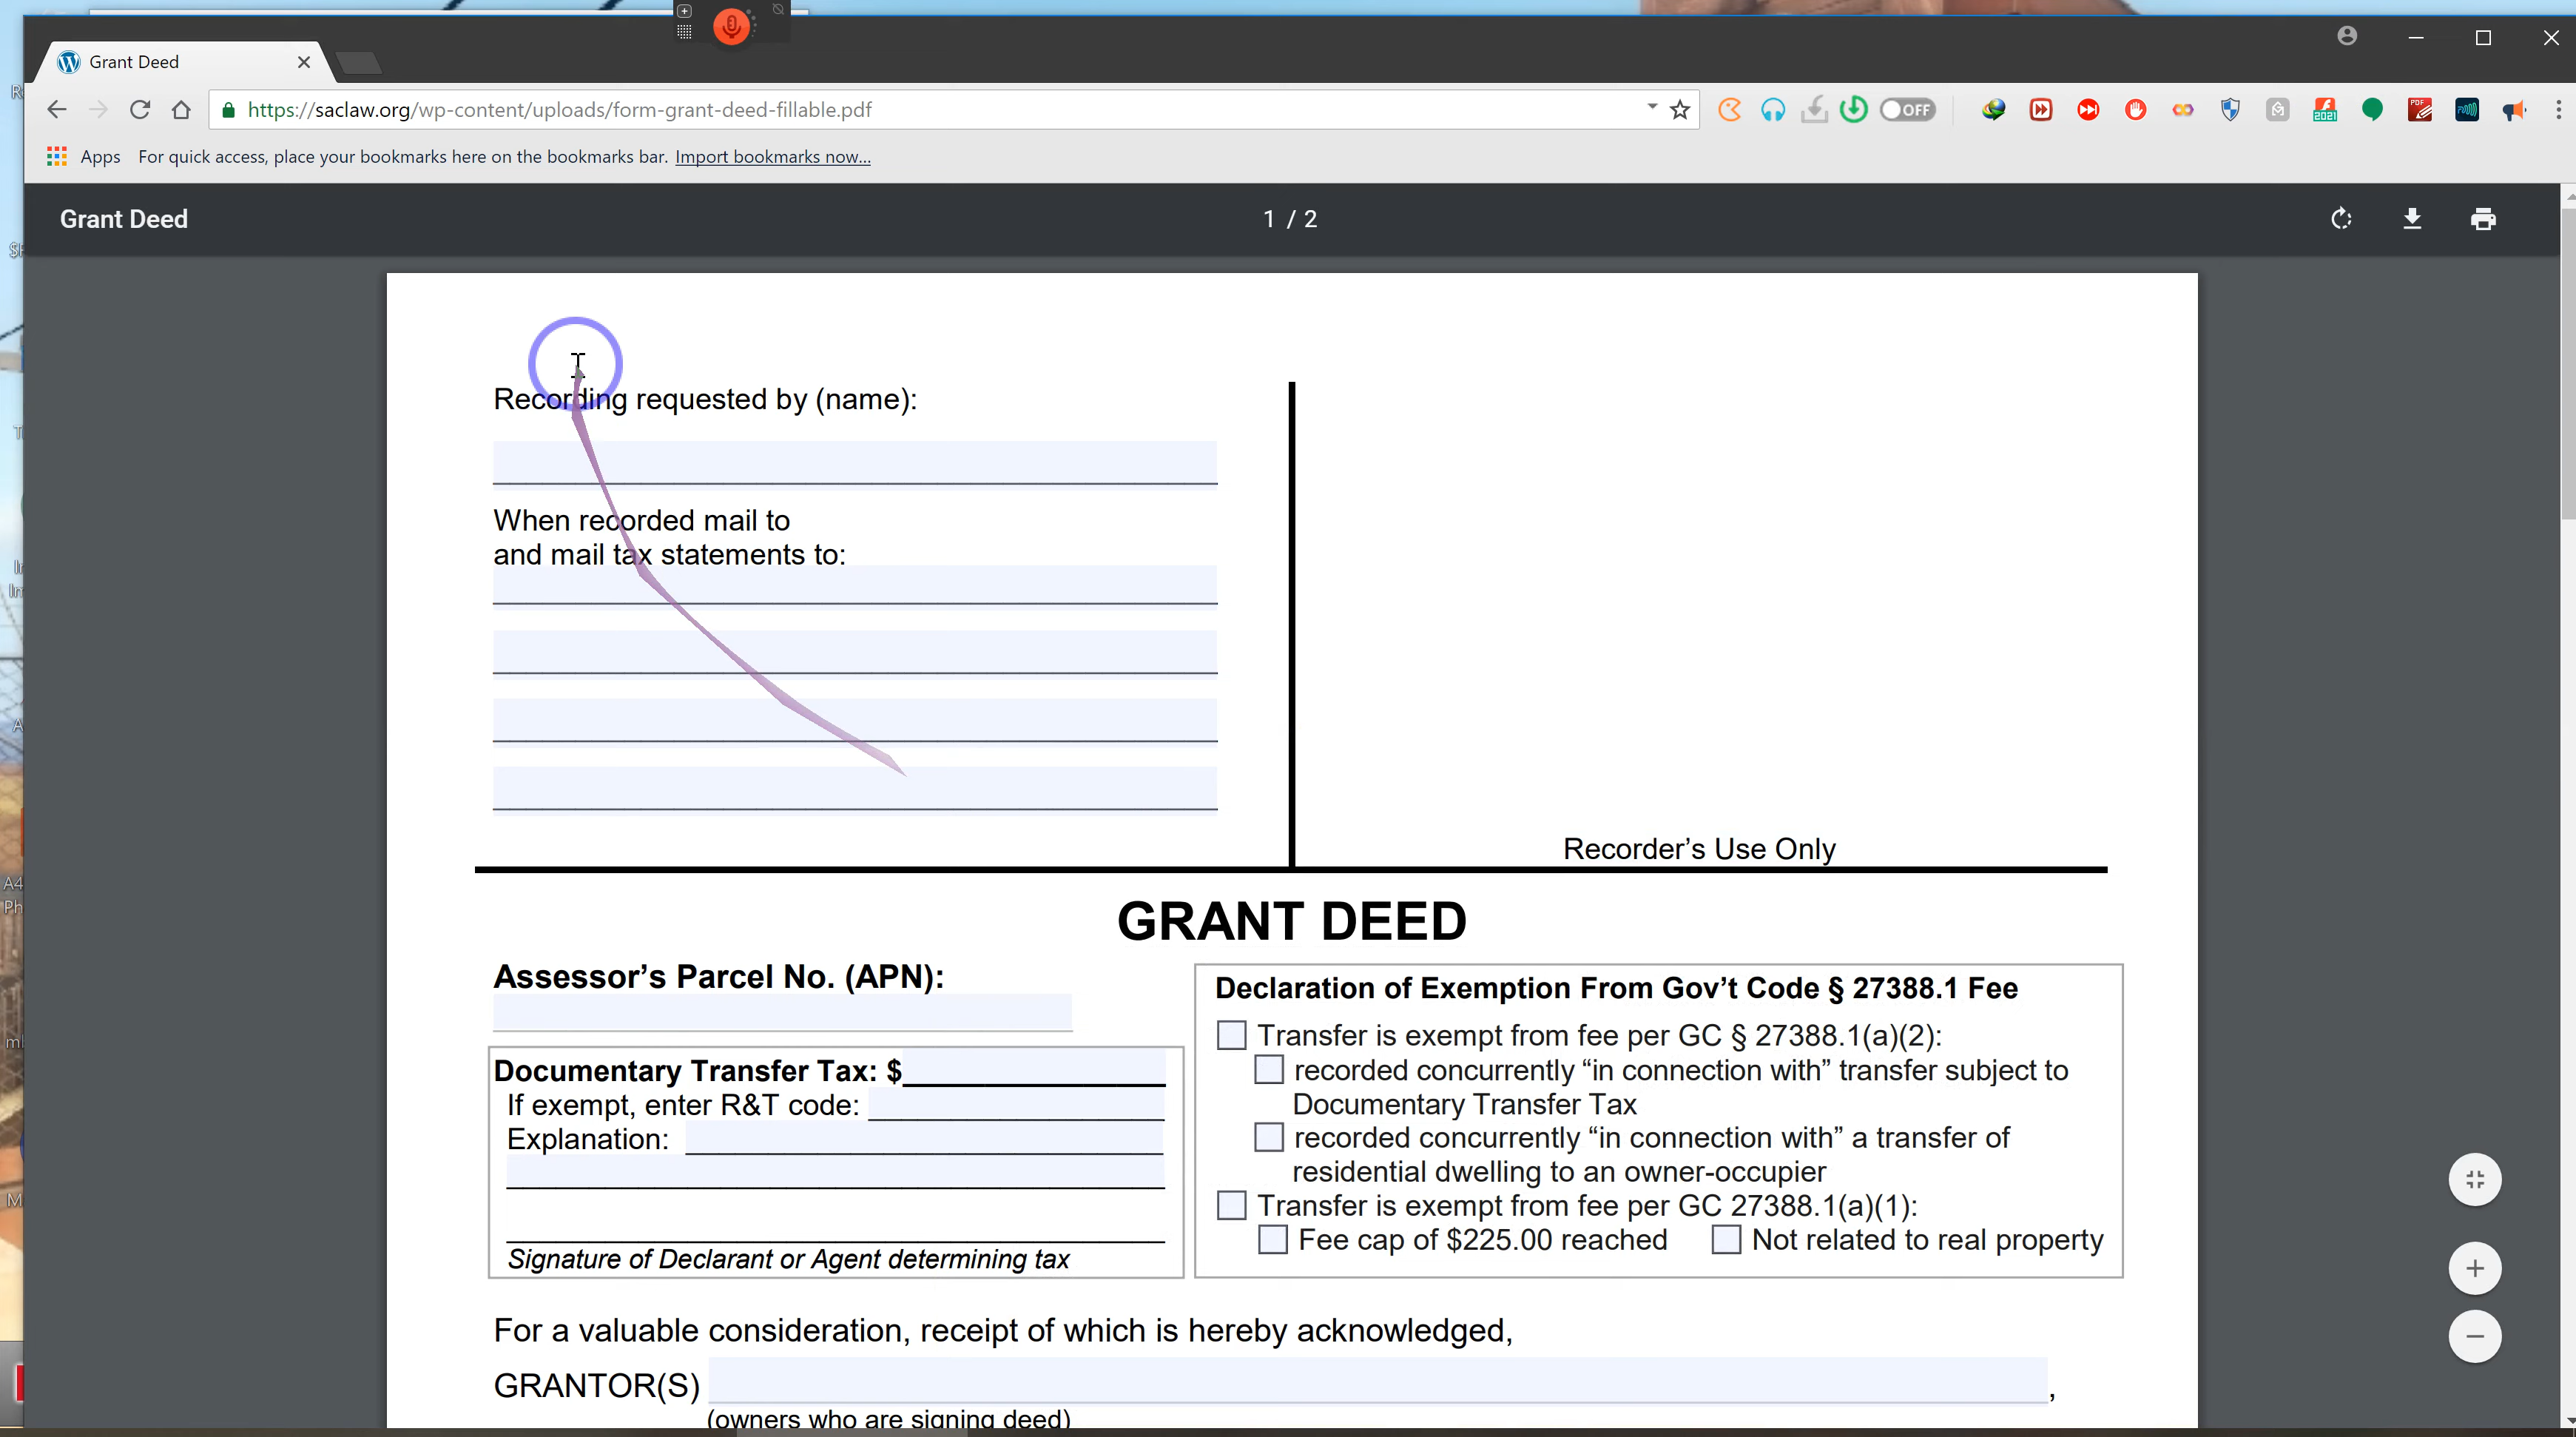 Grant Deed
https://saclaw.org/wp-content/uploads/form-grant-deed-fillable.pdf
OFF
2021
PDF
Apps For quick access, place your bookmarks here on the bookmarks bar. Import bookmarks now...
Grant Deed
1 / 2
Recording requested by (name):
When recorded mail to
and mail tax statements to:
Recorder's Use Only
GRANT DEED
Assessor's Parcel No. (APN):
Documentary Transfer Tax: $
If exempt, enter R&T code:
Explanation:
Signature of Declarant or Agent determining tax
Declaration of Exemption From Gov't Code § 27388.1 Fee
Transfer is exempt from fee per GC § 27388.1(a)(2):
recorded concurrently “in connection with” transfer subject to
Documentary Transfer Tax
recorded concurrently “in connection with” a transfer of
residential dwelling to an owner-occupier
Transfer is exempt from fee per GC 27388.1(a)(1):
Fee cap of $225.00 reached
Not related to real property
For a valuable consideration, receipt of which is hereby acknowledged,
GRANTOR(S) ,
(owners who are signing deed)